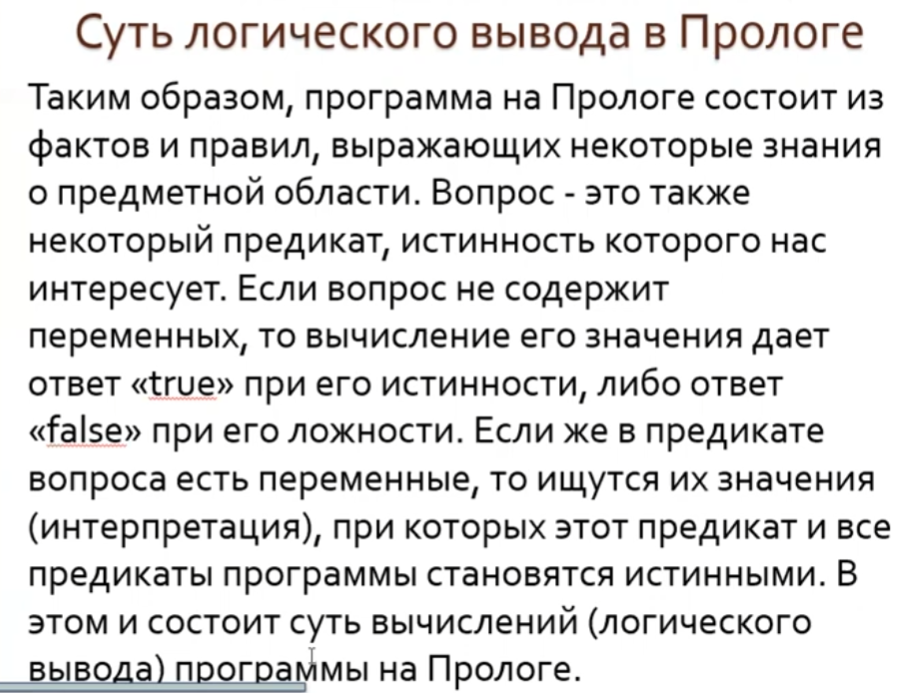 Суть логического вывода в Прологе
Таким образом, программа на Прологе состоит из
фактов и правил, выражающих некоторые знания
о предметной области. Вопрос - это также
некоторый предикат, истинность которого нас
интересует. Если вопрос не содержит
переменных, то вычисление его значения дает
ответ «true» при его истинности, либо ответ
«false» при его ложности. Если же в предикате
вопроса есть переменные, то ищутся их значения
(интерпретация), при которых этот предикат и все
предикаты программы становятся истинными. В
этом и состоит суть вычислений (логического
вывода) программы на Прологе.